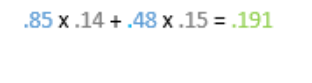 .85 x .14 + .48 x .15 = .191